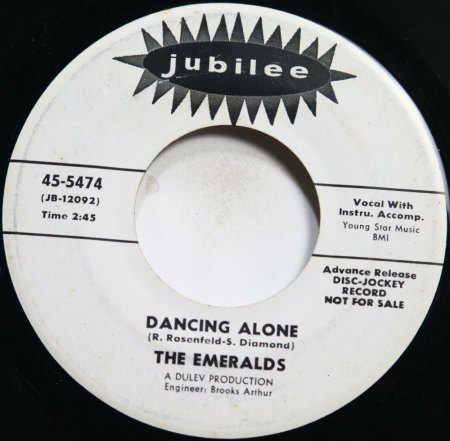 jubilee
45-5474
(JB-12092)
Time 2:45
Vocal With
Instru. Accomp.
Young Star Music
BMI
Advance Release
DISC-JOCKEY
RECORD
NOT FOR SALE
DANCING ALONE
(R. Rosenfeld-S. Diamond)
THE EMERALDS
A DULEV PRODUCTION
Engineer: Brooks Arthur